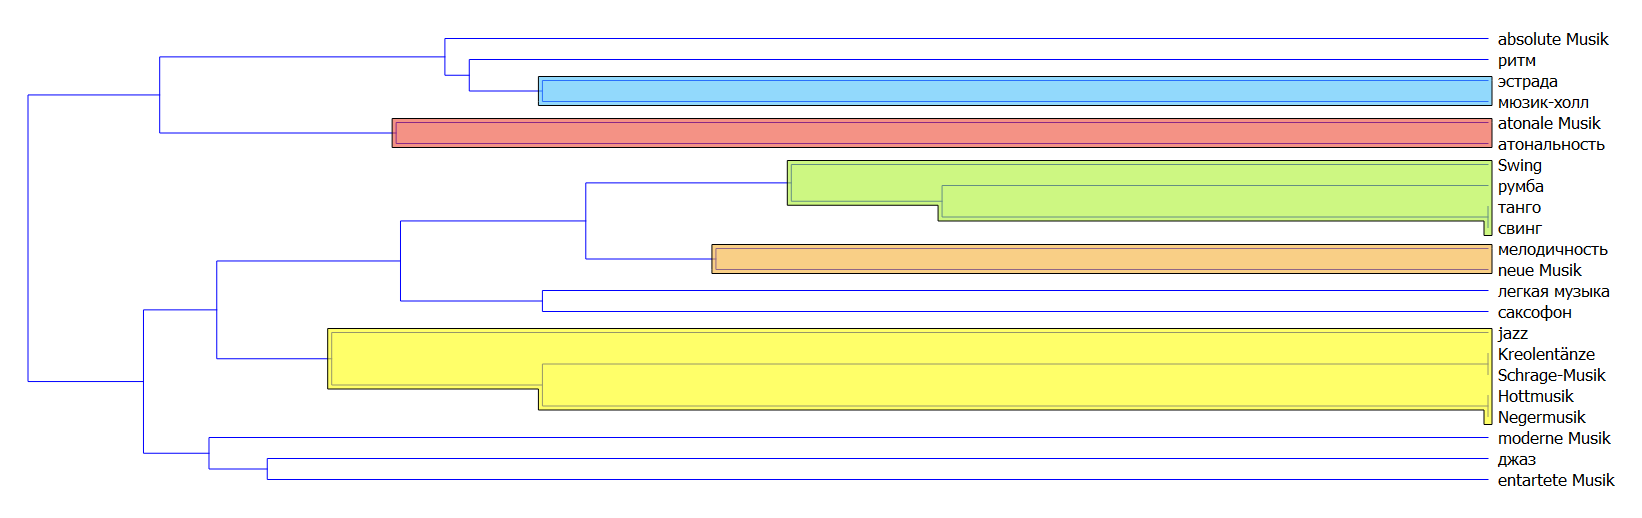 absolute Musik
ритм
эстрада
мюзик-холл
atonale Musik
атональность
Swing
румба
танго
свинг
мелодичность
neue Musik
легкая музыка
саксофон
jazz
Kreolentänze
Schrage-Musik
Hottmusik
Negermusik
moderne Musik
джаз
entartete Musik